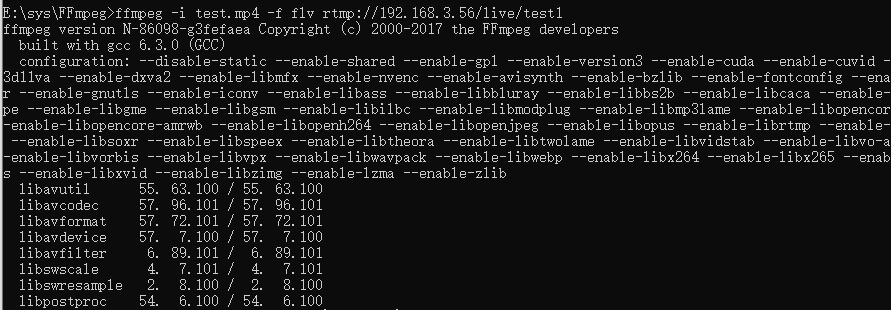 E:\sys\FFmpeg>ffmpeg -i test.mp4 -f flv rtmp://192.168.3.56/live/test1
ffmpeg version N-86098-g3fefaea Copyright (c) 2000-2017 the FFmpeg developers
  built with gcc 6.3.0 (GCC)
  configuration: --disable-static --enable-shared --enable-gpl --enable-version3 --enable-cuda --enable-cuvid -
3d11va --enable-dxva2 --enable-libmfx --enable-nvenc --enable-avisynth --enable-bzlib --enable-fontconfig --ena
r --enable-gnutls --enable-iconv --enable-libass --enable-libbluray --enable-libbs2b --enable-libcaca --enable-
pe --enable-libgme --enable-libgsm --enable-libilbc --enable-libmodplug --enable-libmp3lame --enable-libopencor
-enable-libopencore-amrwb --enable-libopenh264 --enable-libopenjpeg --enable-libopus --enable-librtmp --enable-
 --enable-libsoxr --enable-libspeex --enable-libtheora --enable-libtwolame --enable-libvidstab --enable-libvo-a
-enable-libvorbis --enable-libvpx --enable-libwavpack --enable-libwebp --enable-libx264 --enable-libx265 --enab
s --enable-libxvid --enable-libzimg --enable-lzma --enable-zlib
  libavutil      55. 63.100 / 55. 63.100
  libavcodec     57. 96.101 / 57. 96.101
  libavformat    57. 72.101 / 57. 72.101
  libavdevice    57.  7.100 / 57.  7.100
  libavfilter     6. 89.101 /  6. 89.101
  libswscale      4.  7.101 /  4.  7.101
  libswresample   2.  8.100 /  2.  8.100
  libpostproc    54.  6.100 / 54.  6.100